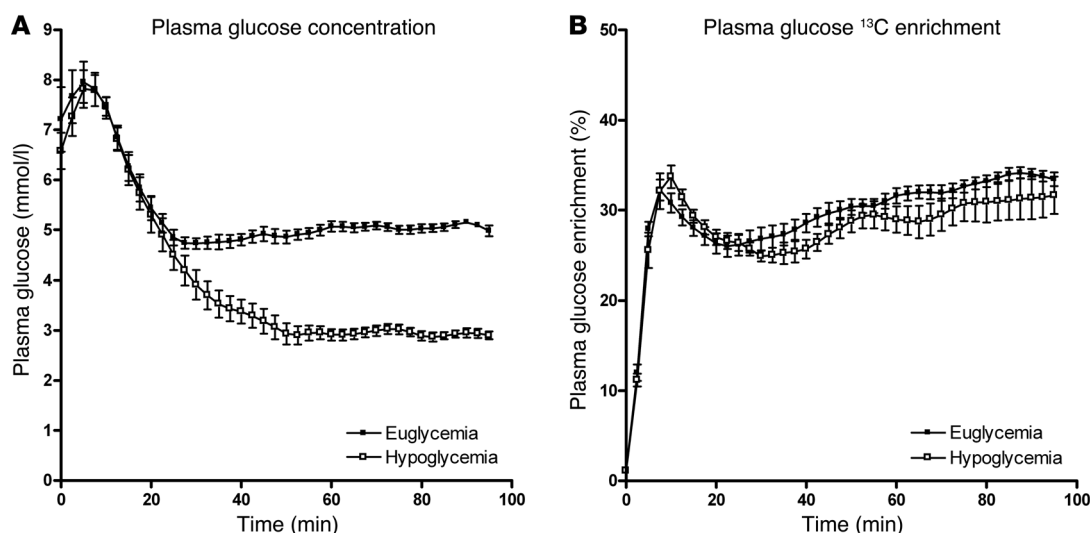 A
Plasma glucose concentration
Plasma glucose (mmol/l)
9
8
7
6
5
4
3
2
1
0
0 20 40 60 80 100
Time (min)
Euglycemia
Hypoglycemia
B
Plasma glucose ¹³C enrichment
Plasma glucose enrichment (%)
50
40
30
20
10
0
0 20 40 60 80 100
Time (min)
Euglycemia
Hypoglycemia